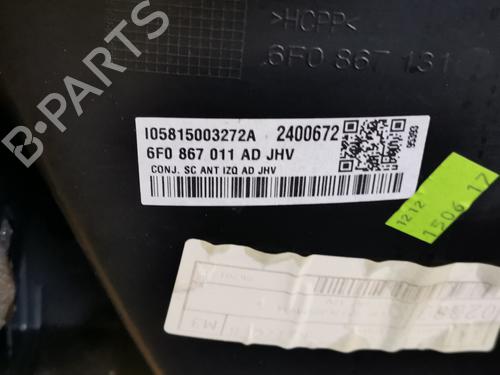 >HCPP<
6F0 867 131
I05815003272A 2400672
6F0 867 011 AD JHV
CONJ. SC ANT IZQ AD JHV
95393
1212
1506 17
M3
B-PARTS